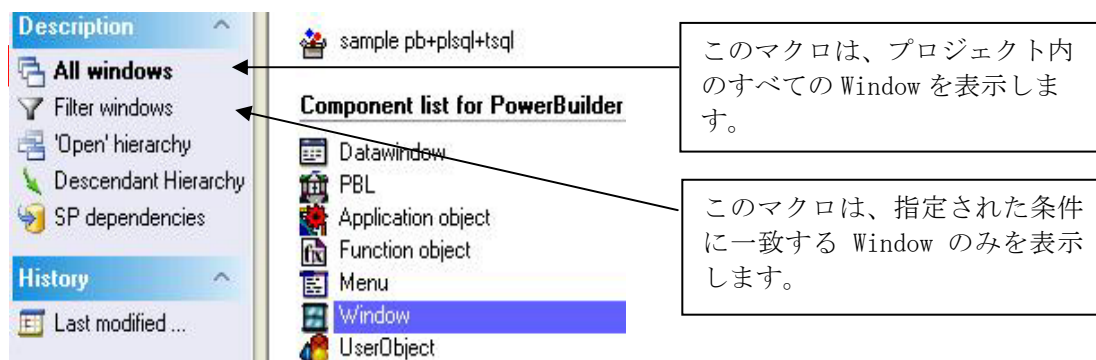 Description
All windows
Filter windows
'Open' hierarchy
Descendant Hierarchy
SP dependencies
History
Last modified ...
sample pb+plsql+tsql
Component list for PowerBuilder
Datawindow
PBL
Application object
Function object
Menu
Window
UserObject
このマクロは、プロジェクト内
のすべての Window を表示しま
す。
このマクロは、指定された条件
に一致する Window のみを表示
します。